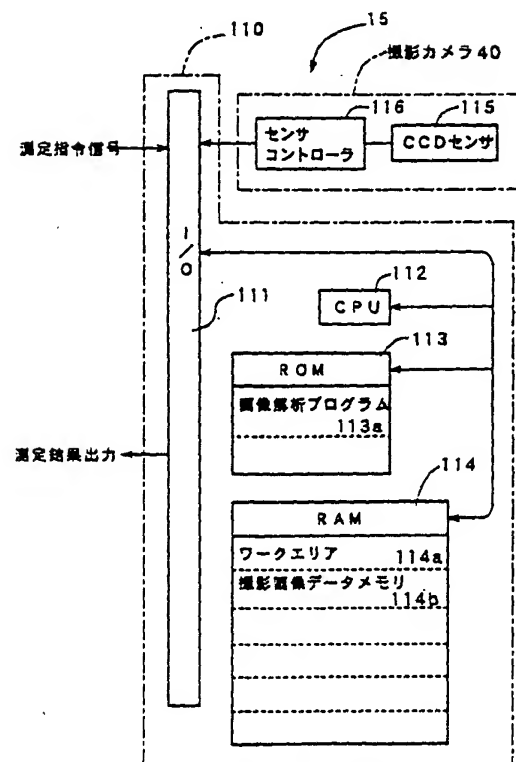 110
15
撮影カメラ40
116
115
センサ
コントローラ
CCDセンサ
測定指令信号
I/O
111
112
CPU
113
ROM
画像解析プログラム
113a
測定結果出力
114
RAM
ワークエリア
114a
撮影画像データメモリ
114b